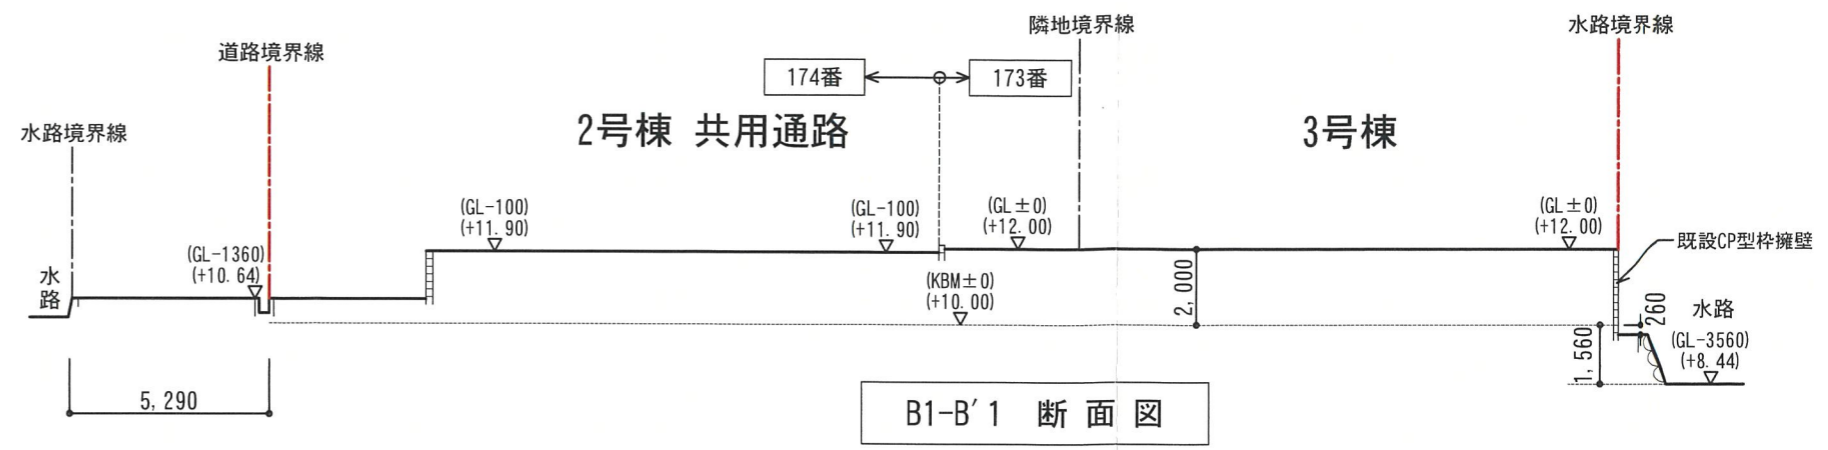 隣地境界線
水路境界線
道路境界線
174番
173番
水路境界線
2号棟 共用通路
3号棟
(GL-100)
(+11.90)
(GL-100)
(+11.90)
(GL±0)
(+12.00)
(GL±0)
(+12.00)
既設CP型枠擁壁
(GL-1360)
(+10.64)
水路
(KBM±0)
(+10.00)
2,000
260
水路
(GL-3560)
(+8.44)
1,560
5,290
B1-B'1 断面図